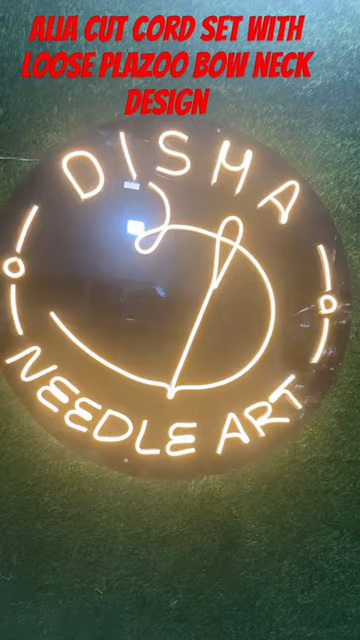 ALIA CUT CORD SET WITH
LOOSE PLAZOO BOW NECK
DESIGN
DISHA
NEEDLE ART